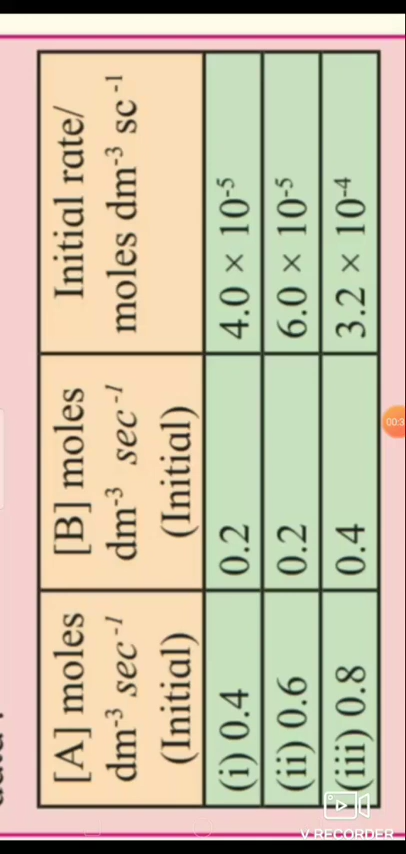 [A] moles
dm-3 sec-1
(Initial)
[B] moles
dm-3 sec-1
(Initial)
Initial rate/
moles dm-3 sc-1
(i) 0.4
0.2
4.0 × 10-5
(ii) 0.6
0.2
6.0 × 10-5
(iii) 0.8
0.4
3.2 × 10-4
00:3
V RECORDER